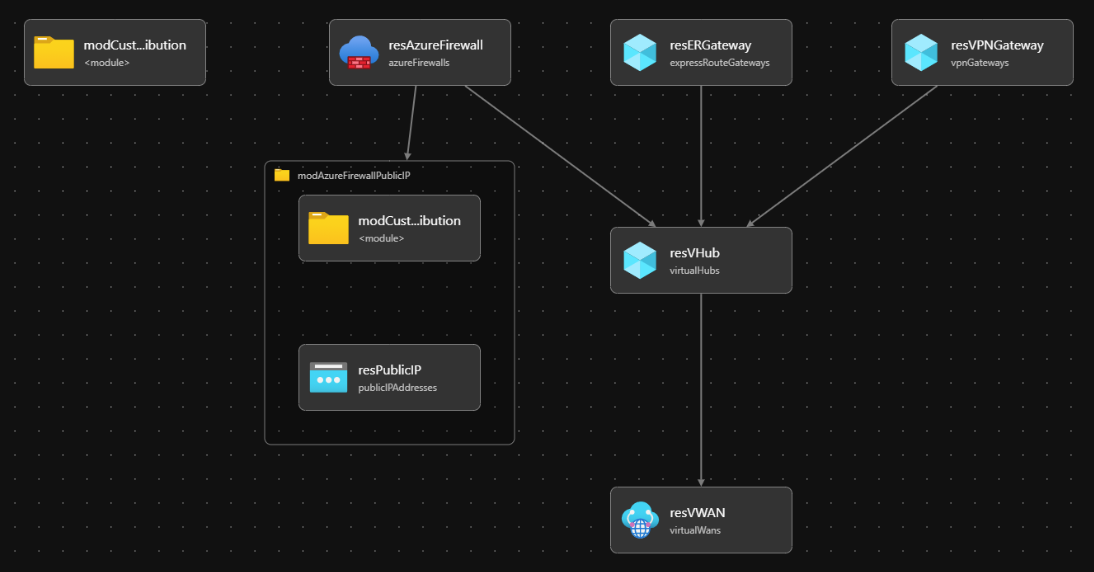 modCust...ibution
<module>
resAzureFirewall
azureFirewalls
resERGateway
expressRouteGateways
resVPNGateway
vpnGateways
modAzureFirewallPublicIP
modCust...ibution
<module>
resPublicIP
publicIPAddresses
resVHub
virtualHubs
resVWAN
virtualWans